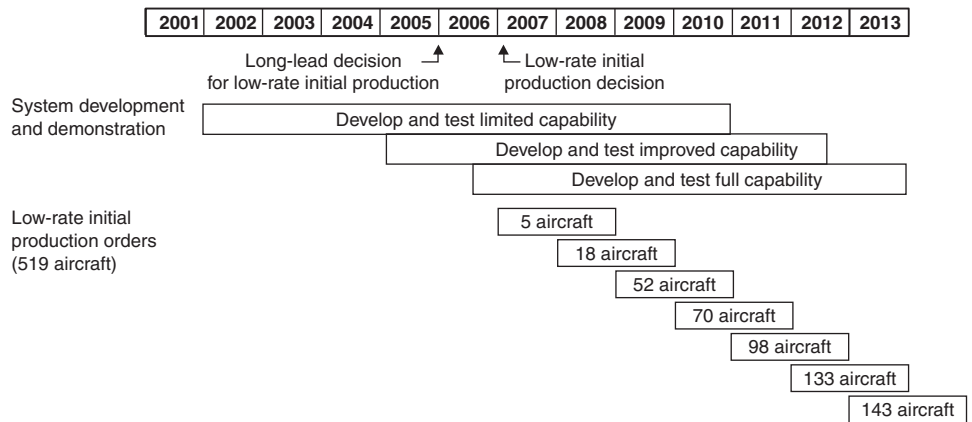 2001 2002 2003 2004 2005 2006 2007 2008 2009 2010 2011 2012 2013
Long-lead decision
for low-rate initial production
Low-rate initial
production decision
System development
and demonstration
Develop and test limited capability
Develop and test improved capability
Develop and test full capability
Low-rate initial
production orders
(519 aircraft)
5 aircraft
18 aircraft
52 aircraft
70 aircraft
98 aircraft
133 aircraft
143 aircraft